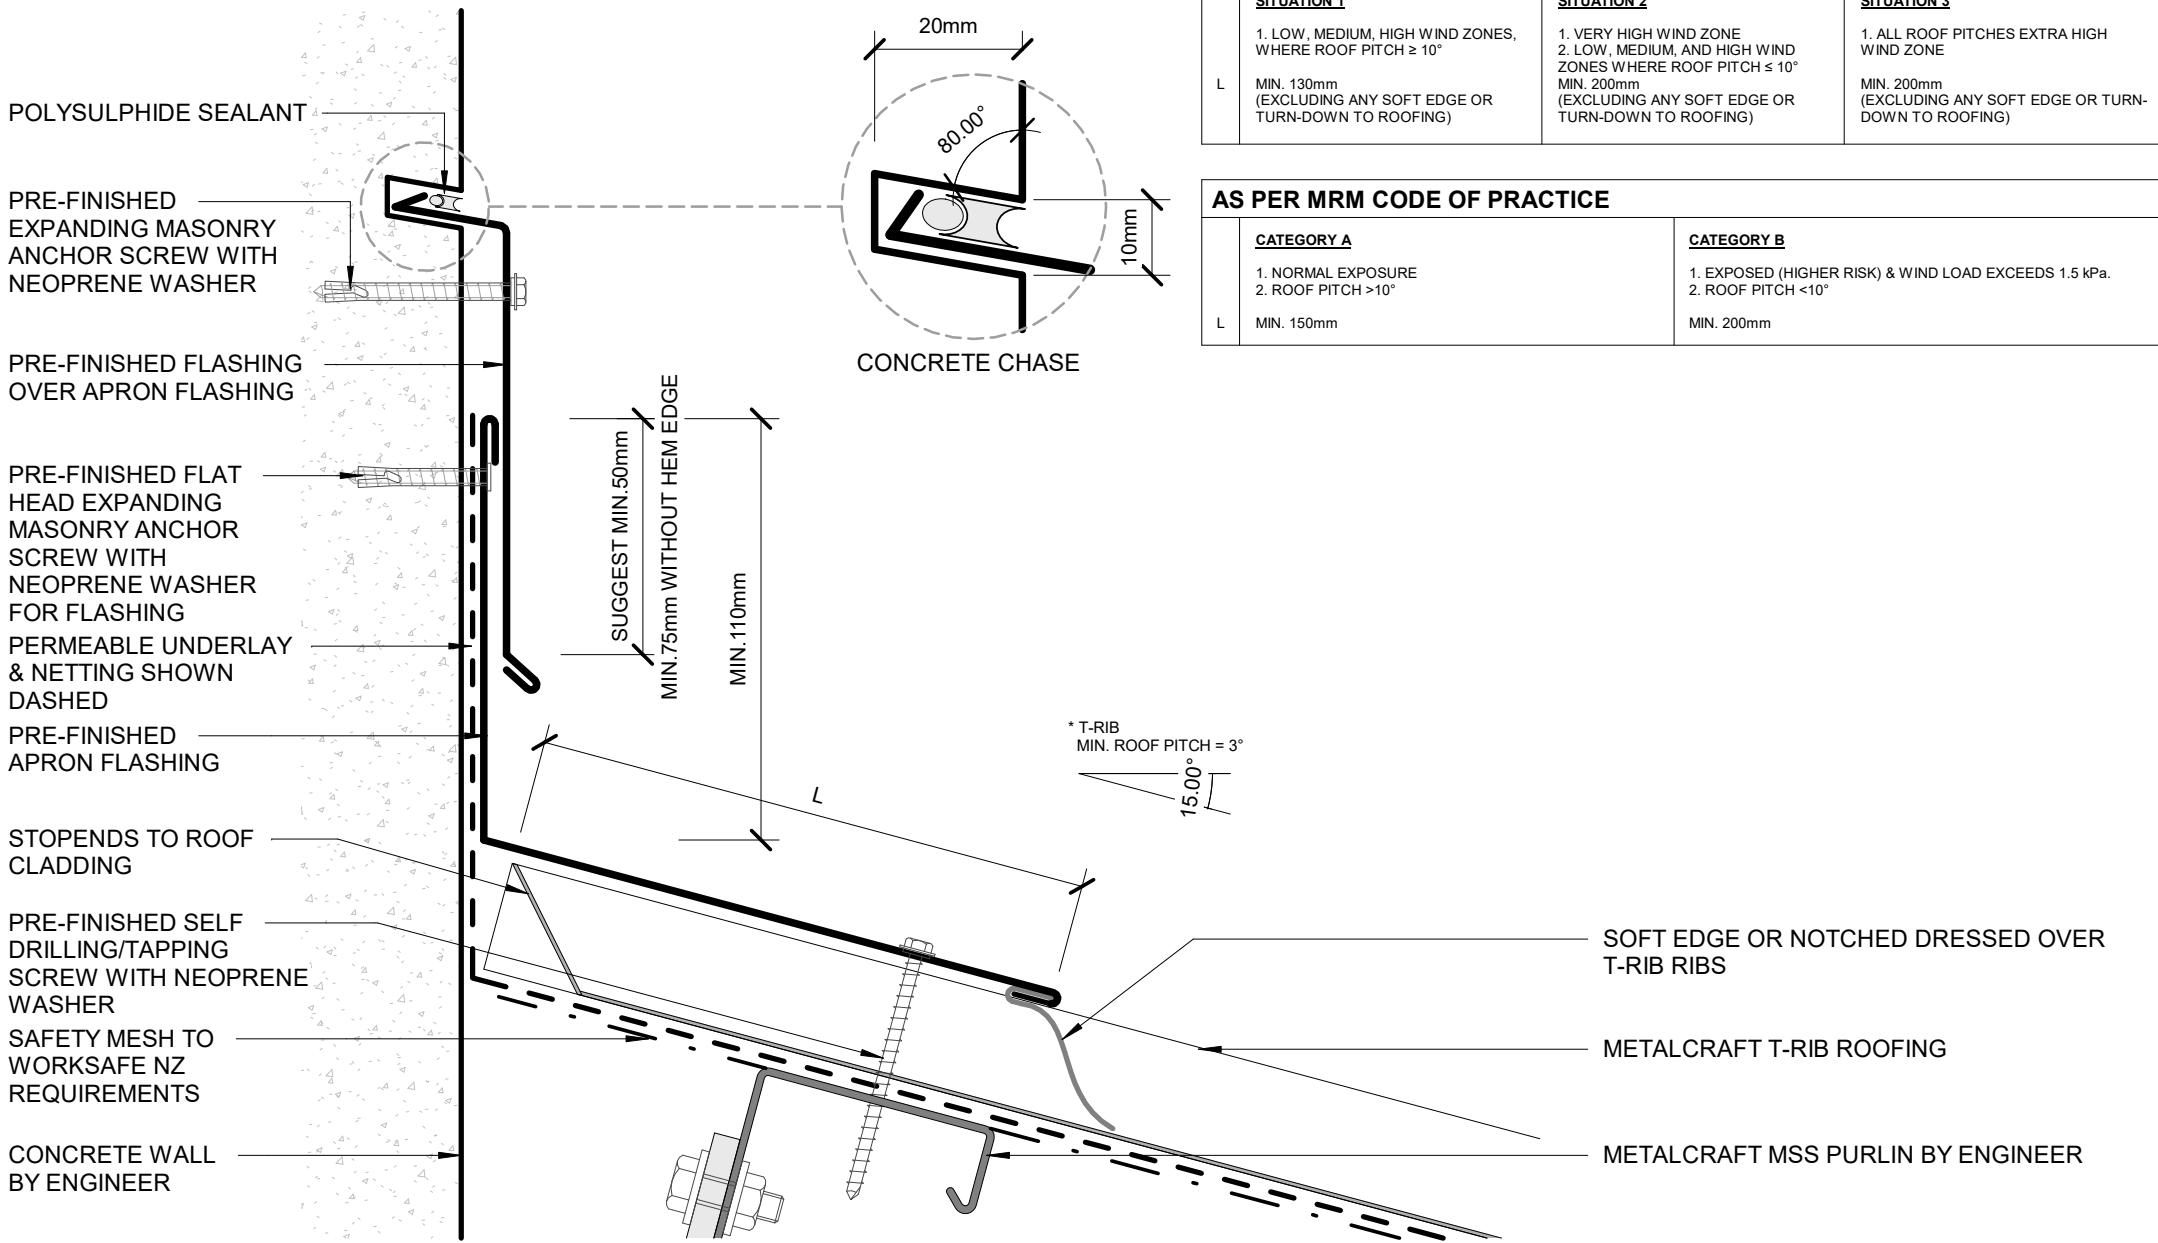 POLYSULPHIDE SEALANT
PRE-FINISHED
EXPANDING MASONRY
ANCHOR SCREW WITH
NEOPRENE WASHER
PRE-FINISHED FLASHING
OVER APRON FLASHING
PRE-FINISHED FLAT
HEAD EXPANDING
MASONRY ANCHOR
SCREW WITH
NEOPRENE WASHER
FOR FLASHING
PERMEABLE UNDERLAY
& NETTING SHOWN
DASHED
PRE-FINISHED
APRON FLASHING
STOPENDS TO ROOF
CLADDING
PRE-FINISHED SELF
DRILLING/TAPPING
SCREW WITH NEOPRENE
WASHER
SAFETY MESH TO
WORKSAFE NZ
REQUIREMENTS
CONCRETE WALL
BY ENGINEER
20mm
80.00°
10mm
CONCRETE CHASE
SUGGEST MIN.50mm
MIN.75mm WITHOUT HEM EDGE
MIN.110mm
L
* T-RIB
MIN. ROOF PITCH = 3°
15.00°
SITUATION 1
1. LOW, MEDIUM, HIGH WIND ZONES,
WHERE ROOF PITCH ≥ 10°
L
MIN. 130mm
(EXCLUDING ANY SOFT EDGE OR
TURN-DOWN TO ROOFING)
SITUATION 2
1. VERY HIGH WIND ZONE
2. LOW, MEDIUM, AND HIGH WIND
ZONES WHERE ROOF PITCH ≤ 10°
MIN. 200mm
(EXCLUDING ANY SOFT EDGE OR
TURN-DOWN TO ROOFING)
SITUATION 3
1. ALL ROOF PITCHES EXTRA HIGH
WIND ZONE
MIN. 200mm
(EXCLUDING ANY SOFT EDGE OR TURN-
DOWN TO ROOFING)
AS PER MRM CODE OF PRACTICE
CATEGORY A
1. NORMAL EXPOSURE
2. ROOF PITCH >10°
L
MIN. 150mm
CATEGORY B
1. EXPOSED (HIGHER RISK) & WIND LOAD EXCEEDS 1.5 kPa.
2. ROOF PITCH <10°
MIN. 200mm
SOFT EDGE OR NOTCHED DRESSED OVER
T-RIB RIBS
METALCRAFT T-RIB ROOFING
METALCRAFT MSS PURLIN BY ENGINEER